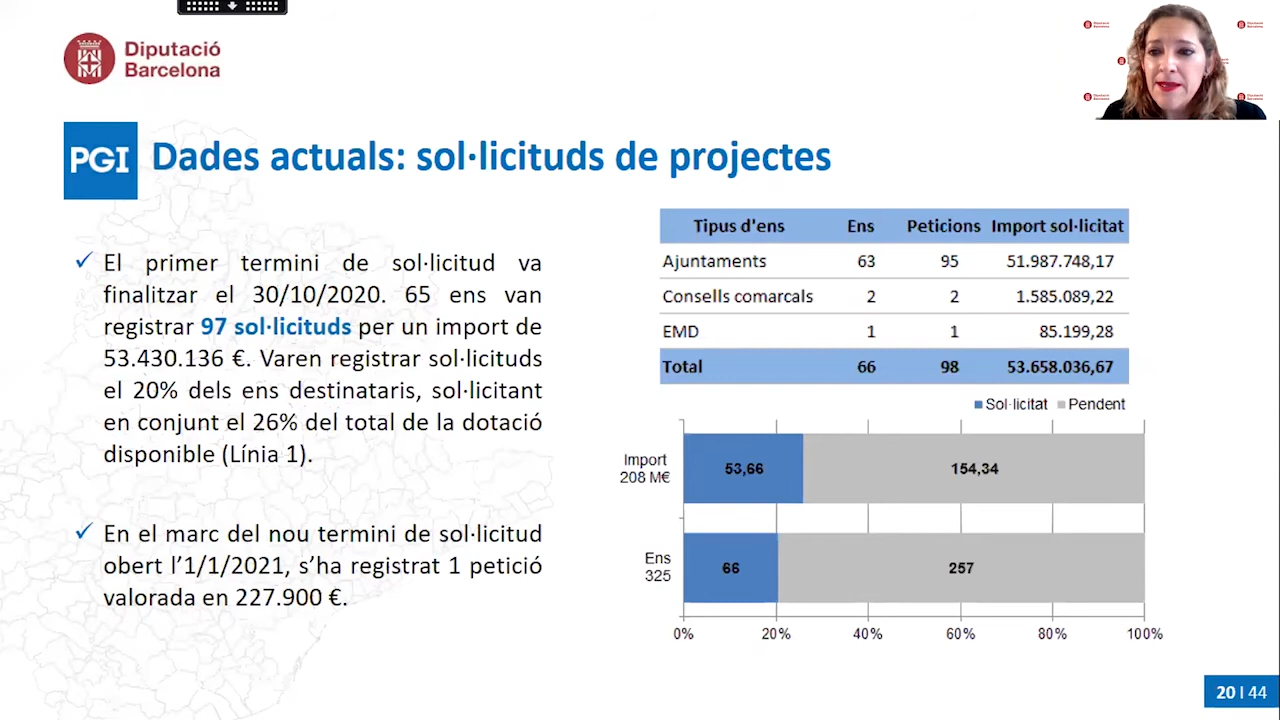 Diputació
Barcelona
PGI
Dades actuals: sol·licituds de projectes
El primer termini de sol·licitud va
finalitzar el 30/10/2020. 65 ens van
registrar 97 sol·licituds per un import de
53.430.136 €. Varen registrar sol·licituds
el 20% dels ens destinataris, sol·licitant
en conjunt el 26% del total de la dotació
disponible (Línia 1).
En el marc del nou termini de sol·licitud
obert l’1/1/2021, s’ha registrat 1 petició
valorada en 227.900 €.
Tipus d’ens Ens Peticions Import sol·licitat
Ajuntaments 63 95 51.987.748,17
Consells comarcals 2 2 1.585.089,22
EMD 1 1 85.199,28
Total 66 98 53.658.036,67
Sol·licitat Pendent
Import
208 M€
53,66 154,34
Ens
325
66 257
0% 20% 40% 60% 80% 100%
20 I 44